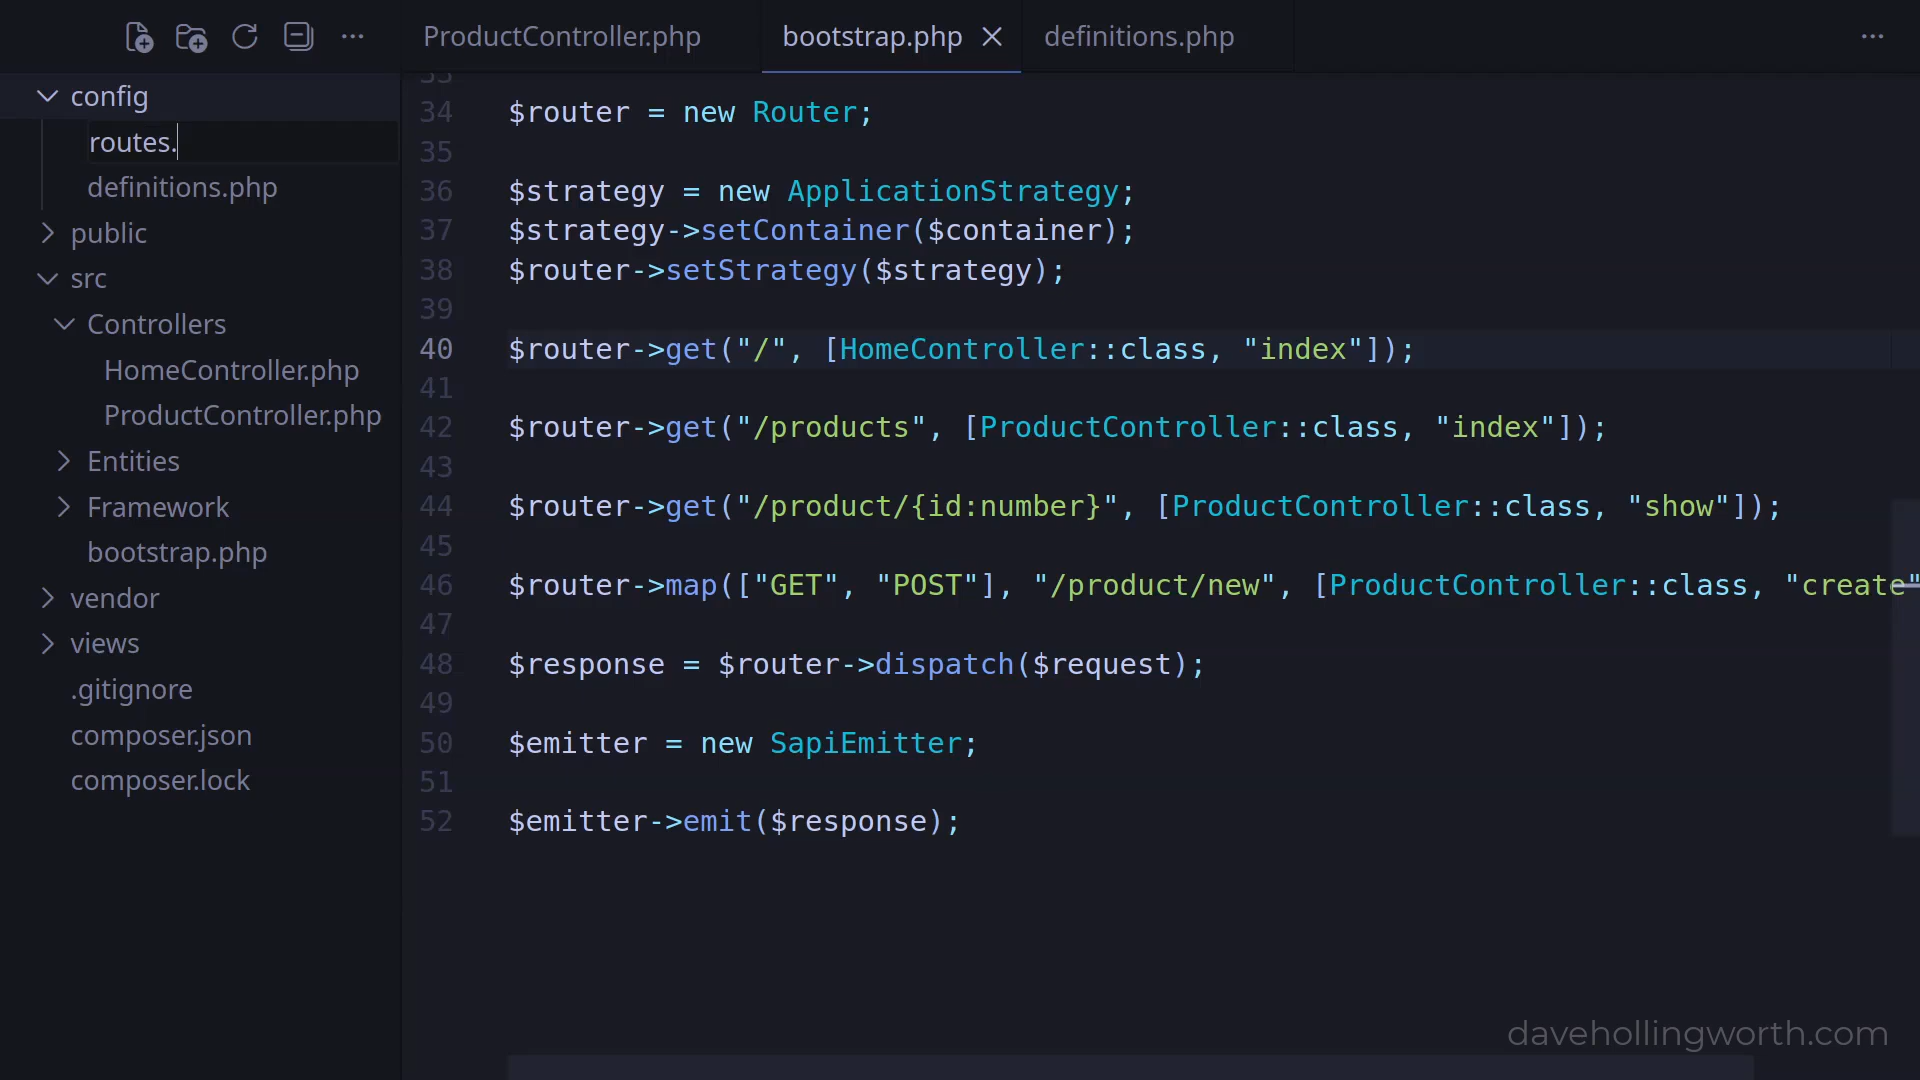 ProductController.php
bootstrap.php
definitions.php
config
routes.
definitions.php
public
src
Controllers
HomeController.php
ProductController.php
Entities
Framework
bootstrap.php
vendor
views
.gitignore
composer.json
composer.lock
33
34 $router = new Router;
35
36 $strategy = new ApplicationStrategy;
37 $strategy->setContainer($container);
38 $router->setStrategy($strategy);
39
40 $router->get("/", [HomeController::class, "index"]);
41
42 $router->get("/products", [ProductController::class, "index"]);
43
44 $router->get("/product/{id:number}", [ProductController::class, "show"]);
45
46 $router->map(["GET", "POST"], "/product/new", [ProductController::class, "create"
47
48 $response = $router->dispatch($request);
49
50 $emitter = new SapiEmitter;
51
52 $emitter->emit($response);
davehollingworth.com